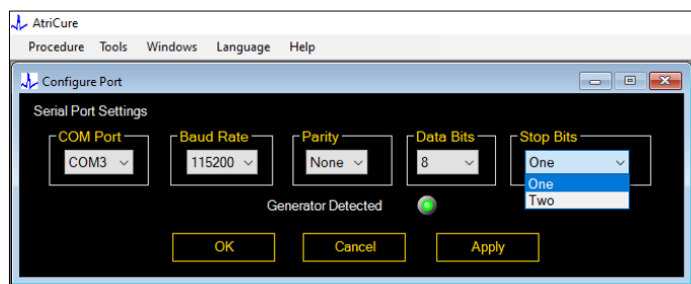 AtriCure
Procedure Tools Windows Language Help
Configure Port
Serial Port Settings
COM Port Baud Rate Parity Data Bits Stop Bits
COM3 115200 None 8 One
One
Two
Generator Detected
OK Cancel Apply